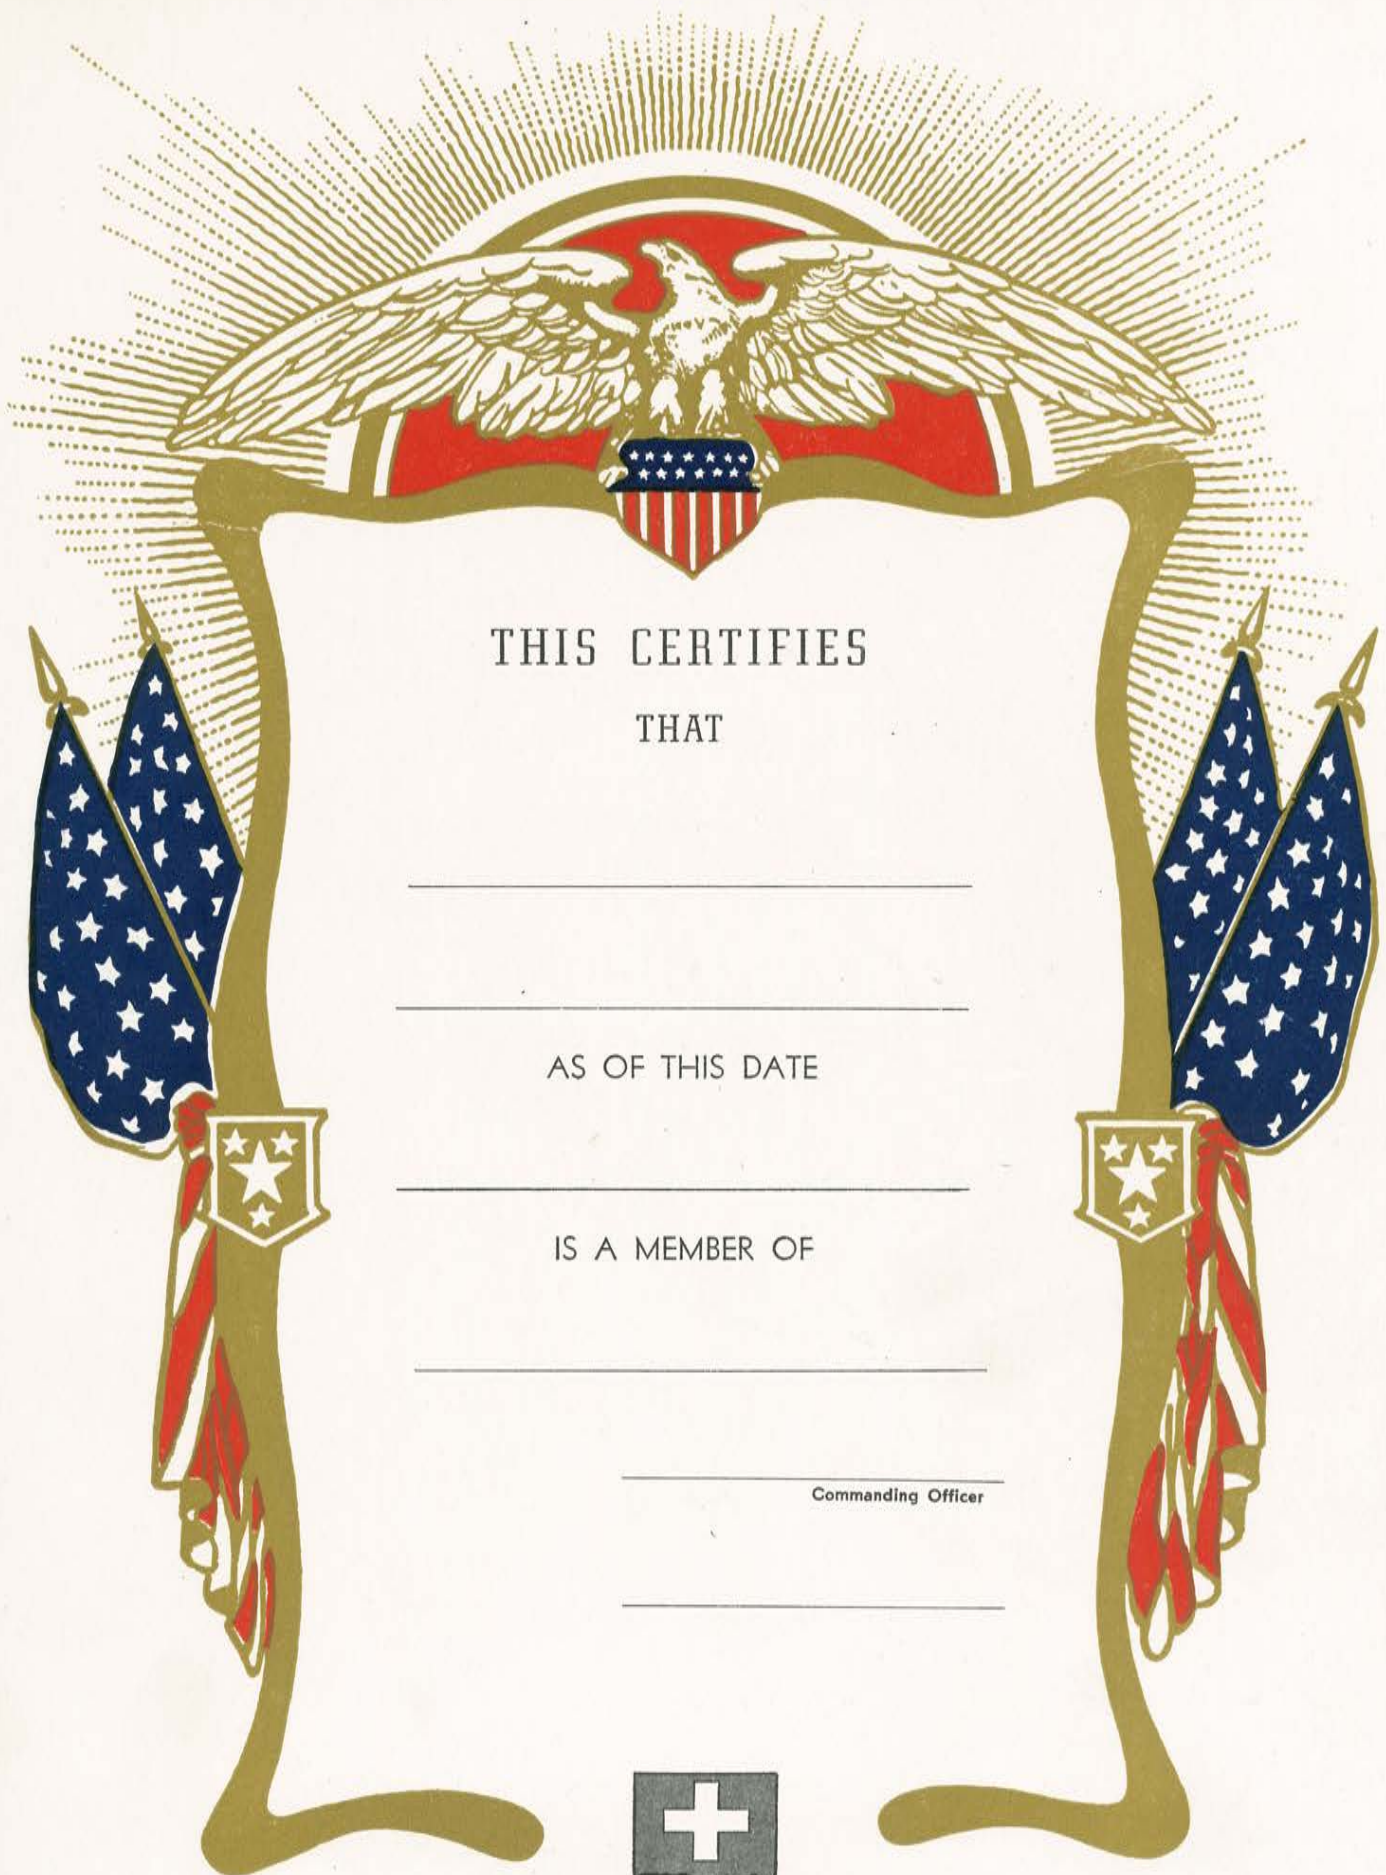 THIS CERTIFIES
THAT
AS OF THIS DATE
IS A MEMBER OF
Commanding Officer